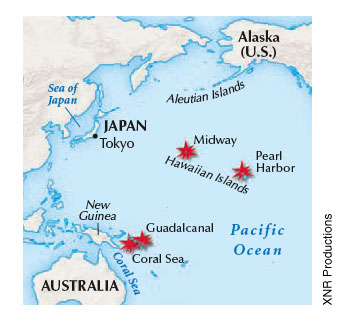 Alaska
(U.S.)
Sea of
Japan
Aleutian Islands
JAPAN
Tokyo
Midway
Hawaiian Islands
Pearl
Harbor
New
Guinea
Guadalcanal
Pacific
Ocean
Coral Sea
Coral Sea
AUSTRALIA
XNR Productions